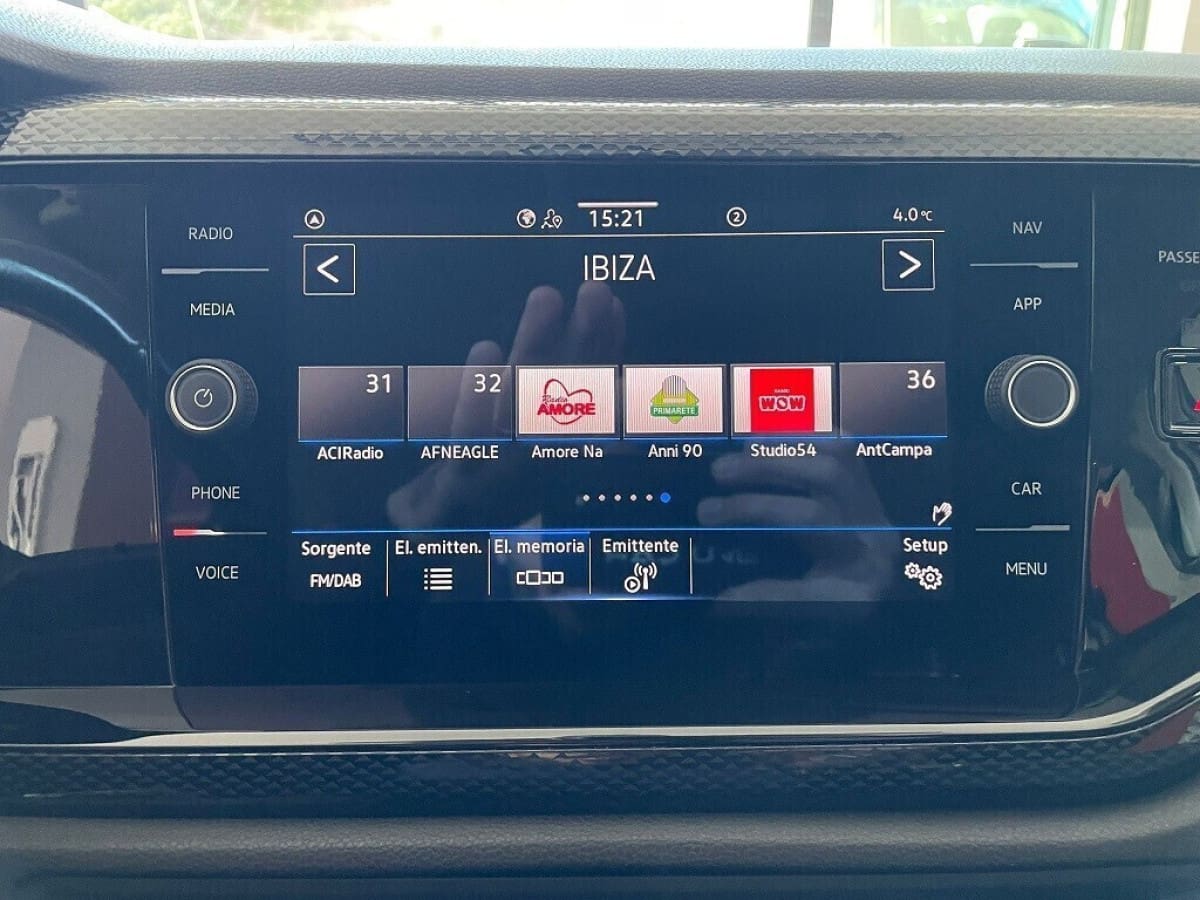 RADIO
MEDIA
PHONE
VOICE
15:21
2
4.0°C
< IBIZA >
31 32 36
Radio AMORE
PRIMARETE
RADIO WOW
ACIRadio AFNEAGLE Amore Na Anni 90 Studio54 AntCampa
Sorgente El. emitten. El. memoria Emittente Setup
FM/DAB
NAV
APP
CAR
MENU
PASSE